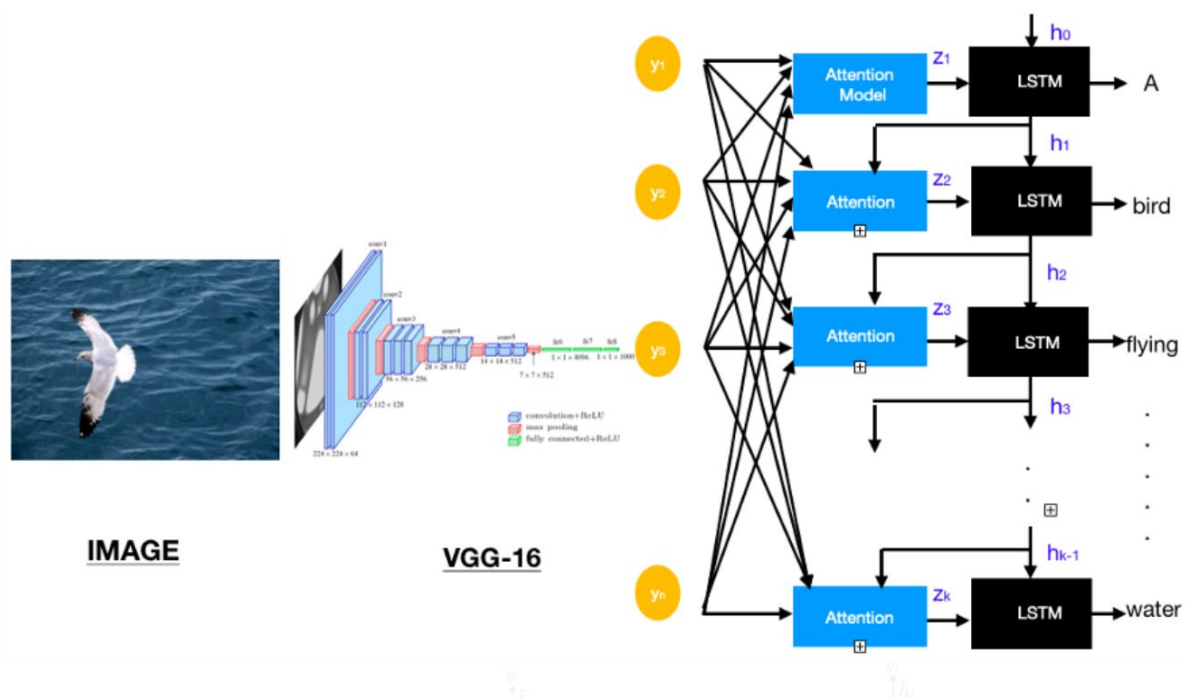 h0
y1
Z1
Attention
Model
LSTM
A
h1
y2
Z2
Attention
LSTM
bird
h2
conv1
conv2
conv3
conv4
conv5
fc6
fc7
fc8
1 × 1 × 4096
1 × 1 × 1000
14 × 14 × 512
28 × 28 × 512
7 × 7 × 512
56 × 56 × 256
112 × 112 × 128
224 × 224 × 64
convolution+ReLU
max pooling
fully connected+ReLU
y3
Z3
Attention
LSTM
flying
h3
IMAGE
VGG-16
hk-1
yn
Zk
Attention
LSTM
water